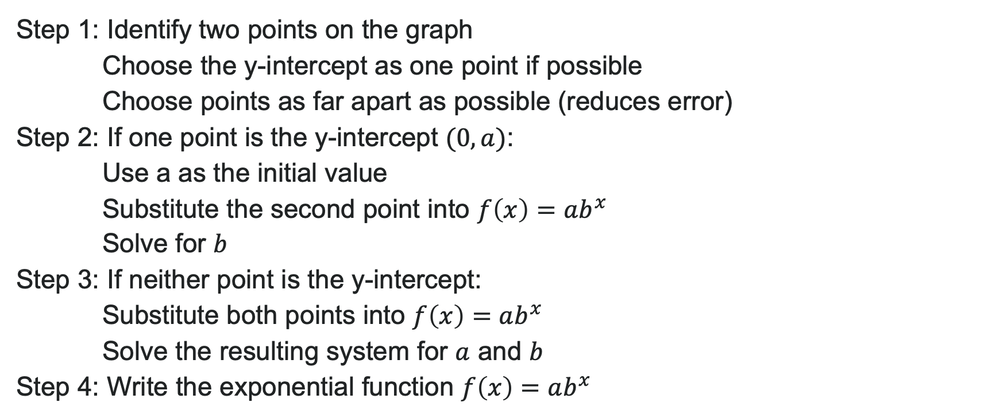 Step 1: Identify two points on the graph
Choose the y-intercept as one point if possible
Choose points as far apart as possible (reduces error)
Step 2: If one point is the y-intercept (0, a):
Use a as the initial value
Substitute the second point into f(x) = abˣ
Solve for b
Step 3: If neither point is the y-intercept:
Substitute both points into f(x) = abˣ
Solve the resulting system for a and b
Step 4: Write the exponential function f(x) = abˣ